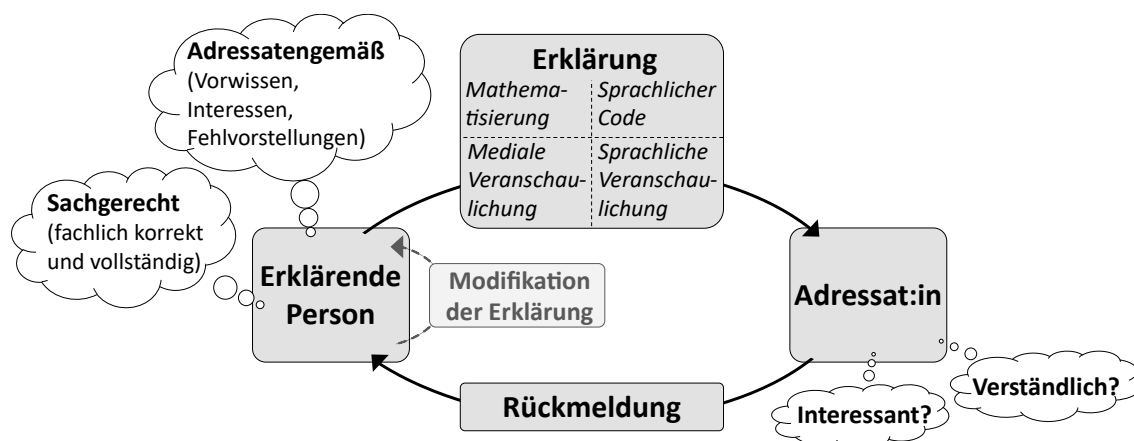 Adressatengemäß
(Vorwissen,
Interessen,
Fehlvorstellungen)
Sachgerecht
(fachlich korrekt
und vollständig)
Erklärung
Mathema-
tisierung
Sprachlicher
Code
Mediale
Veranschau-
lichung
Sprachliche
Veranschau-
lichung
Erklärende
Person
Modifikation
der Erklärung
Adressat:in
Rückmeldung
Interessant?
Verständlich?